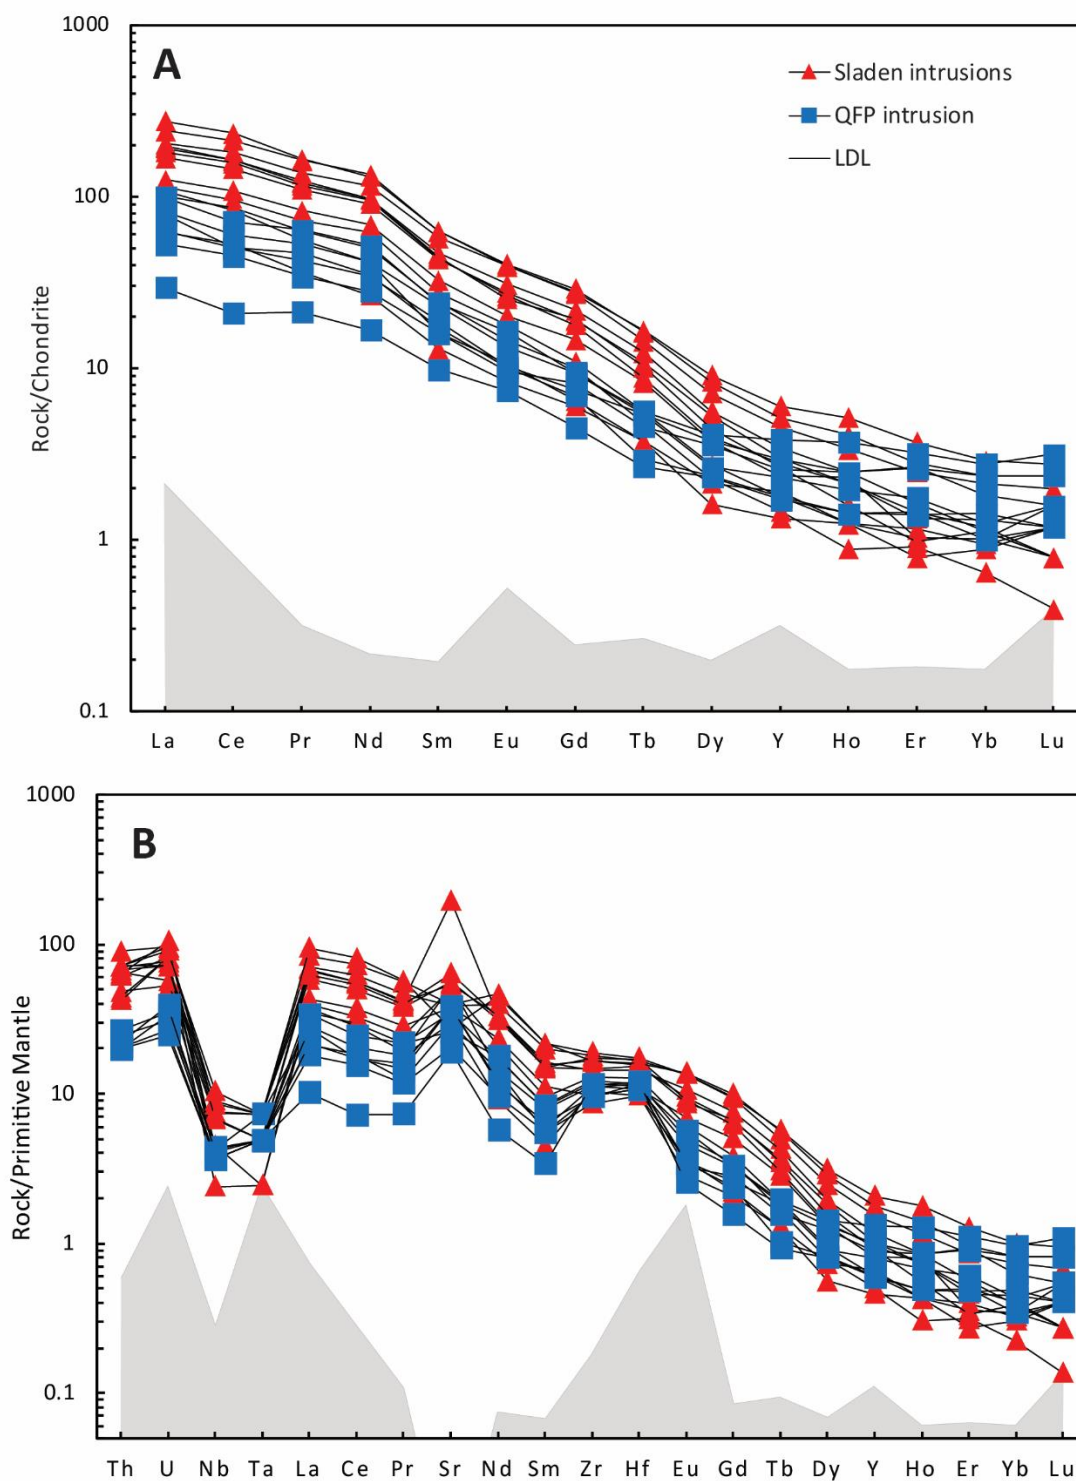 1000
A
Sladen intrusions
QFP intrusion
LDL
100
10
1
0.1
Rock/Chondrite
La Ce Pr Nd Sm Eu Gd Tb Dy Y Ho Er Yb Lu
1000
B
100
10
1
0.1
Rock/Primitive Mantle
Th U Nb Ta La Ce Pr Sr Nd Sm Zr Hf Eu Gd Tb Dy Y Ho Er Yb Lu